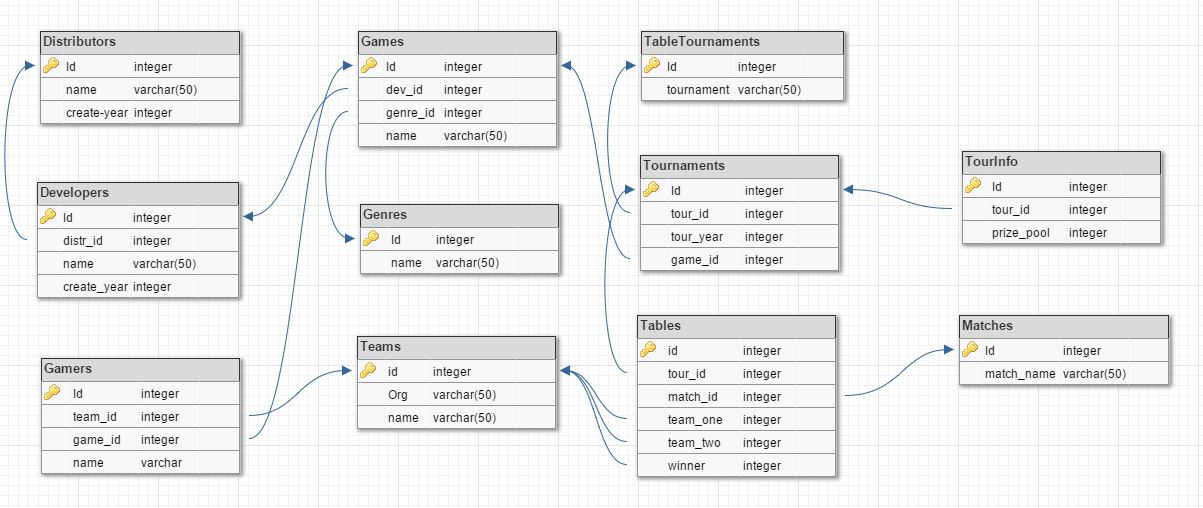 Distributors
Id integer
name varchar(50)
create-year integer
Games
Id integer
dev_id integer
genre_id integer
name varchar(50)
TableTournaments
Id integer
tournament varchar(50)
Developers
Id integer
distr_id integer
name varchar(50)
create_year integer
Genres
Id integer
name varchar(50)
Tournaments
Id integer
tour_id integer
tour_year integer
game_id integer
TourInfo
Id integer
tour_id integer
prize_pool integer
Gamers
Id integer
team_id integer
game_id integer
name varchar
Teams
id integer
Org varchar(50)
name varchar(50)
Tables
id integer
tour_id integer
match_id integer
team_one integer
team_two integer
winner integer
Matches
Id integer
match_name varchar(50)